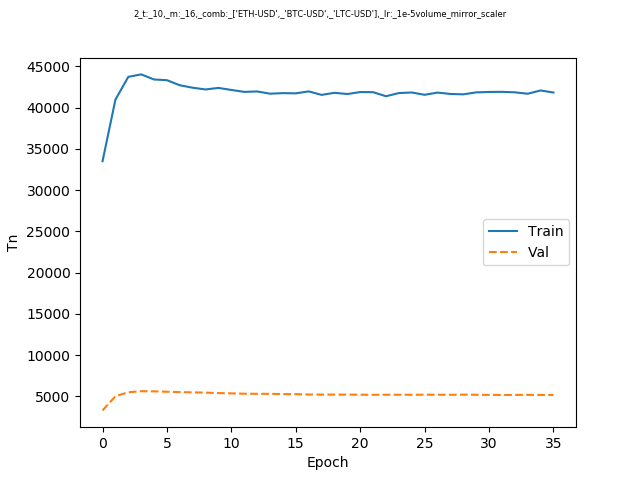 2_t:_10,_m:_16,_comb:_['ETH-USD',_'BTC-USD',_'LTC-USD'],_lr:_1e-5volume_mirror_scaler
45000
40000
35000
30000
25000
20000
15000
10000
5000
Tn
Train
Val
0 5 10 15 20 25 30 35
Epoch